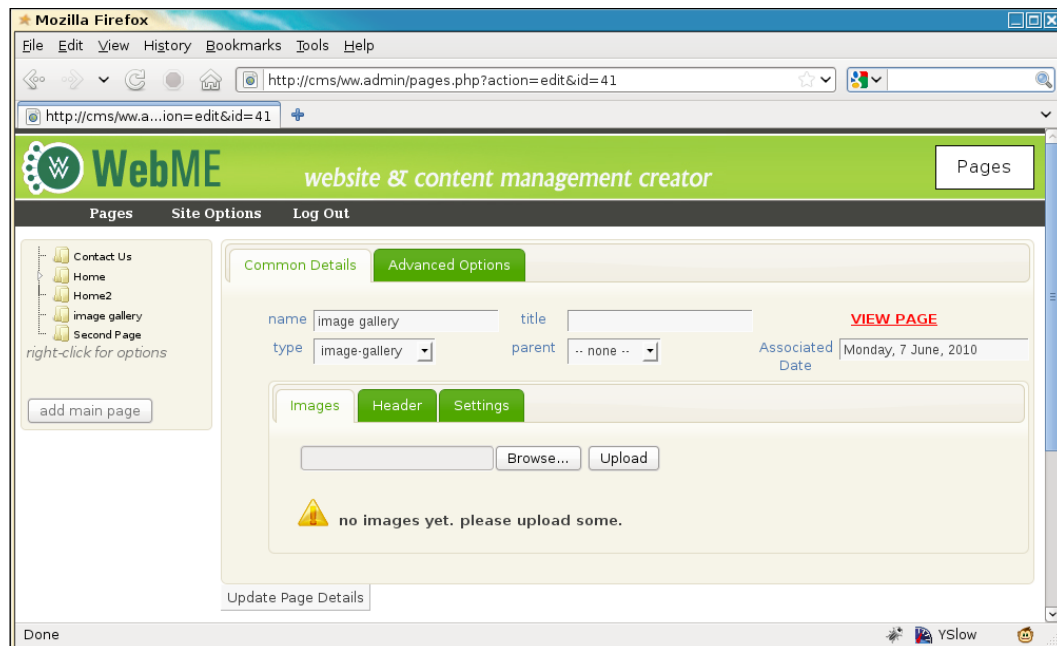 Mozilla Firefox
File Edit View History Bookmarks Tools Help
http://cms/ww.admin/pages.php?action=edit&id=41
http://cms/ww.a...ion=edit&id=41
WebME website & content management creator Pages
Pages Site Options Log Out
Contact Us
Home
Home2
image gallery
Second Page
right-click for options
add main page
Common Details Advanced Options
name image gallery title VIEW PAGE
type image-gallery parent -- none -- Associated Date Monday, 7 June, 2010
Images Header Settings
Browse... Upload
no images yet. please upload some.
Update Page Details
Done YSlow